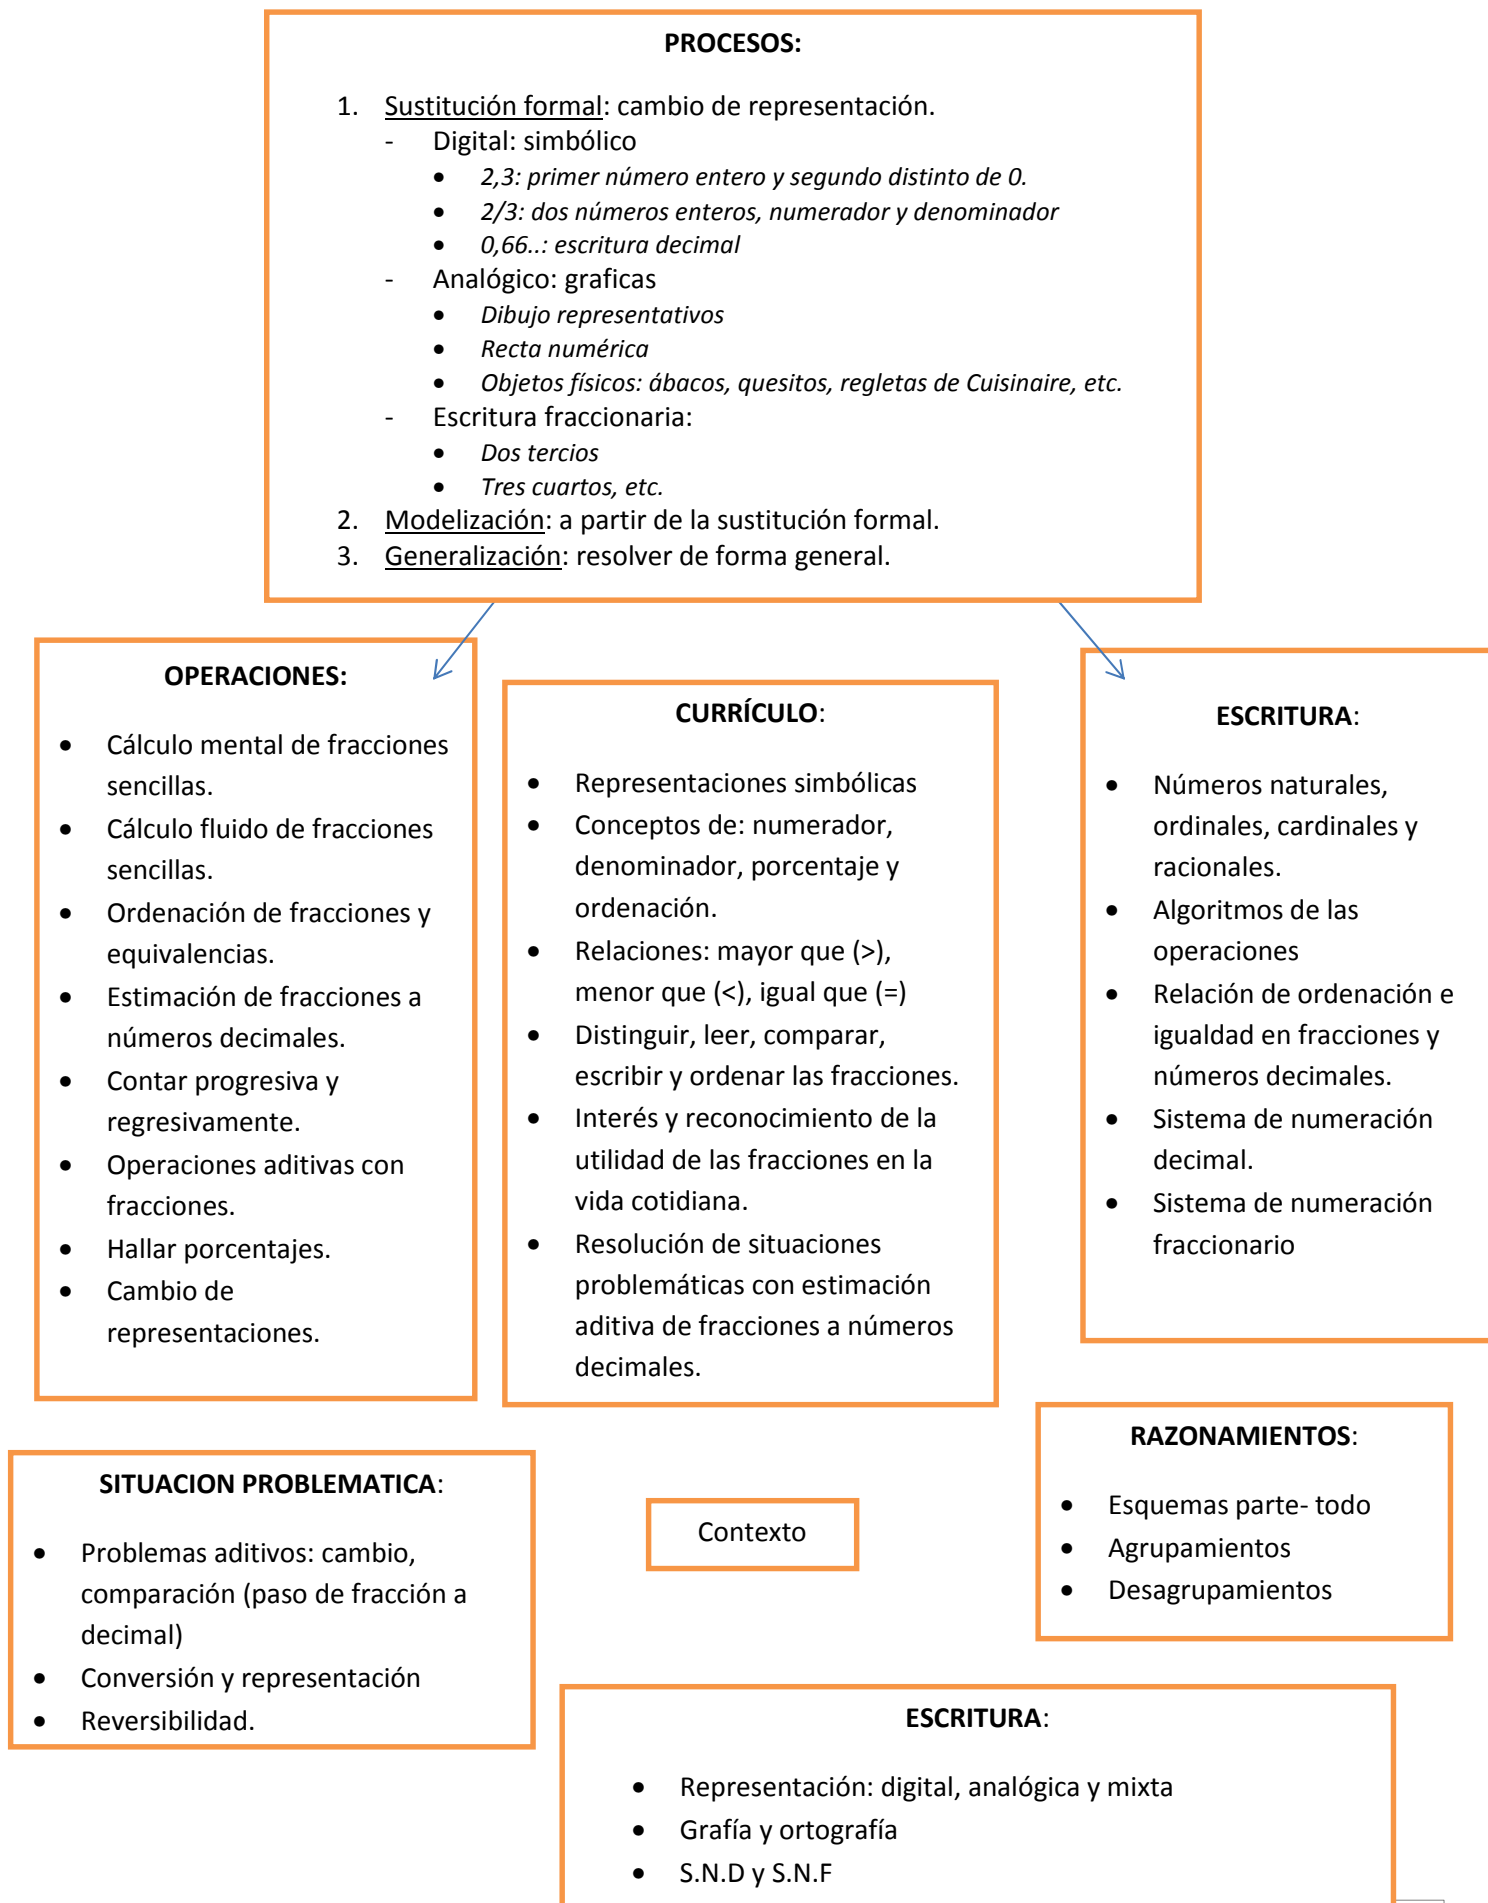 PROCESOS:
1. Sustitución formal: cambio de representación.
- Digital: simbólico
• 2,3: primer número entero y segundo distinto de 0.
• 2/3: dos números enteros, numerador y denominador
• 0,66..: escritura decimal
- Analógico: graficas
• Dibujo representativos
• Recta numérica
• Objetos físicos: ábacos, quesitos, regletas de Cuisinaire, etc.
- Escritura fraccionaria:
• Dos tercios
• Tres cuartos, etc.
2. Modelización: a partir de la sustitución formal.
3. Generalización: resolver de forma general.
OPERACIONES:
• Cálculo mental de fracciones
sencillas.
• Cálculo fluido de fracciones
sencillas.
• Ordenación de fracciones y
equivalencias.
• Estimación de fracciones a
números decimales.
• Contar progresiva y
regresivamente.
• Operaciones aditivas con
fracciones.
• Hallar porcentajes.
• Cambio de
representaciones.
CURRÍCULO:
• Representaciones simbólicas
• Conceptos de: numerador,
denominador, porcentaje y
ordenación.
• Relaciones: mayor que (>),
menor que (<), igual que (=)
• Distinguir, leer, comparar,
escribir y ordenar las fracciones.
• Interés y reconocimiento de la
utilidad de las fracciones en la
vida cotidiana.
• Resolución de situaciones
problemáticas con estimación
aditiva de fracciones a números
decimales.
ESCRITURA:
• Números naturales,
ordinales, cardinales y
racionales.
• Algoritmos de las
operaciones
• Relación de ordenación e
igualdad en fracciones y
números decimales.
• Sistema de numeración
decimal.
• Sistema de numeración
fraccionario
SITUACION PROBLEMATICA:
• Problemas aditivos: cambio,
comparación (paso de fracción a
decimal)
• Conversión y representación
• Reversibilidad.
Contexto
RAZONAMIENTOS:
• Esquemas parte- todo
• Agrupamientos
• Desagrupamientos
ESCRITURA:
• Representación: digital, analógica y mixta
• Grafía y ortografía
• S.N.D y S.N.F